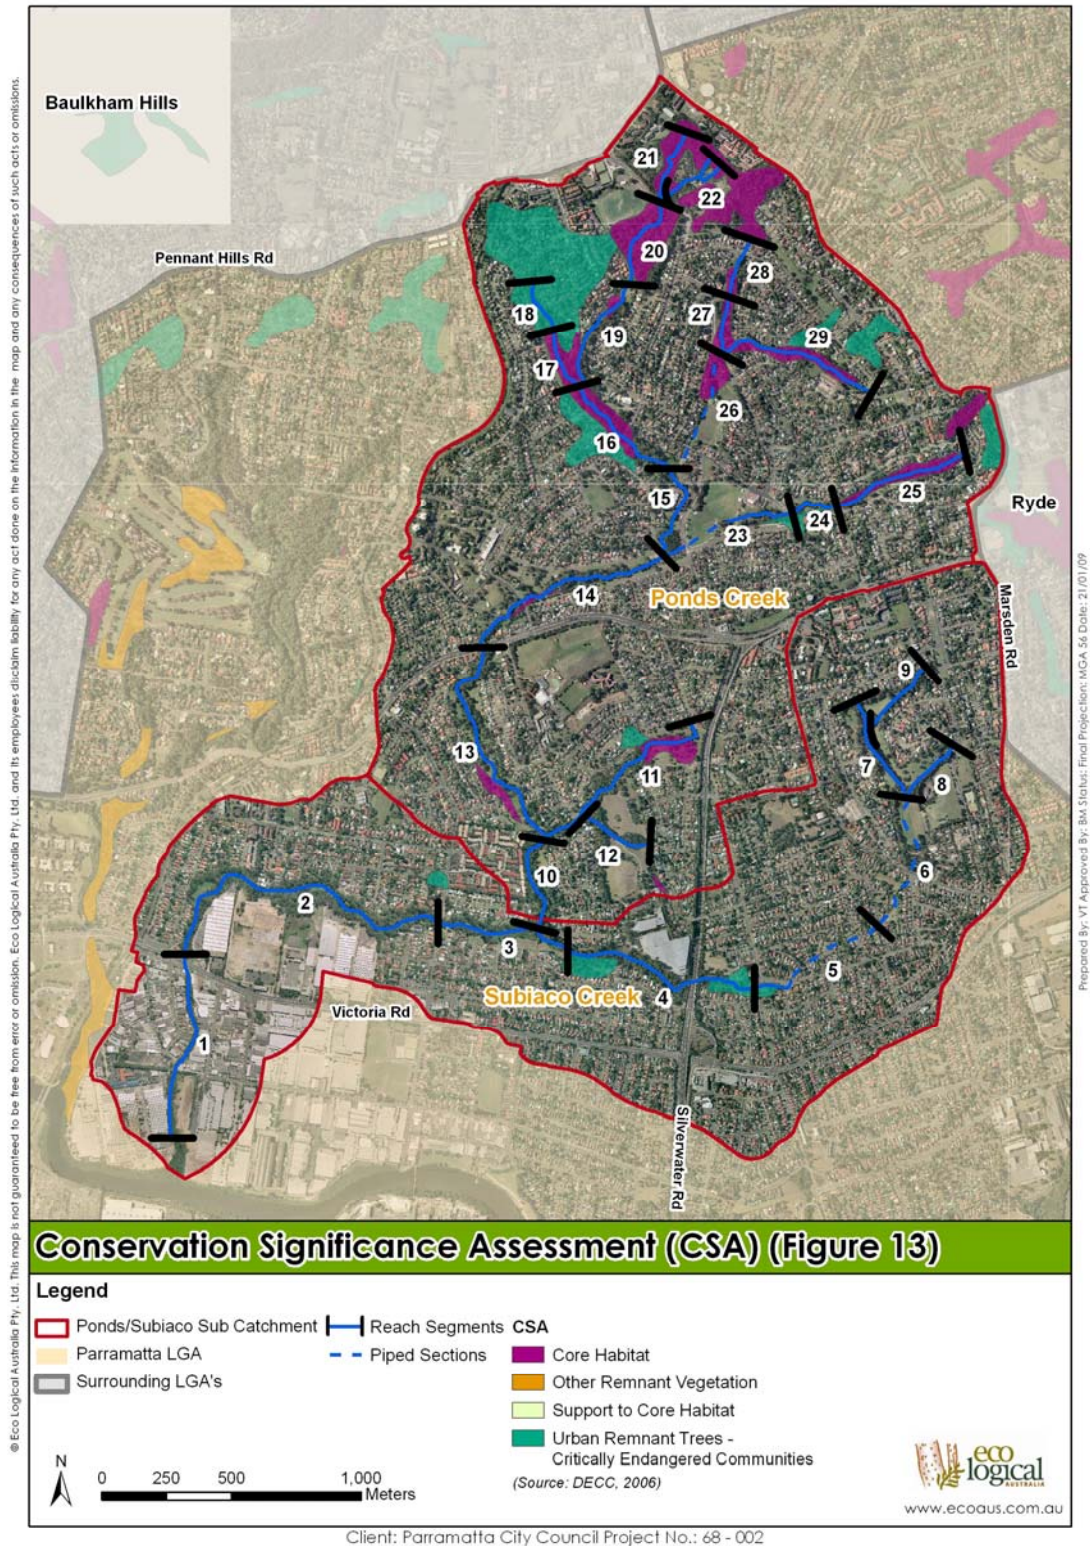 © Eco Logical Australia Pty. Ltd. This map is not guaranteed to be free from error or omission. Eco Logical Australia Pty. Ltd. and its employees disclaim liability for any act done on the information in the map and any consequences of such acts or omissions.
Baulkham Hills
Pennant Hills Rd
21
22
20
28
18
19
27
29
17
26
16
15
25
Ryde
23
24
14
Ponds Creek
Marsden Rd
9
13
11
7
8
12
10
6
2
3
5
Subiaco Creek
4
Victoria Rd
1
Silverwater Rd
Prepared By: VT Approved By: BM Status: Final Projection: MGA 56 Date: 21/01/09
Conservation Significance Assessment (CSA) (Figure 13)
Legend
Ponds/Subiaco Sub Catchment
Parramatta LGA
Surrounding LGA's
Reach Segments
Piped Sections
CSA
Core Habitat
Other Remnant Vegetation
Support to Core Habitat
Urban Remnant Trees -
Critically Endangered Communities
(Source: DECC, 2006)
N
0 250 500 1,000
Meters
eco
logical
AUSTRALIA
www.ecoaus.com.au
Client: Parramatta City Council Project No.: 68 - 002